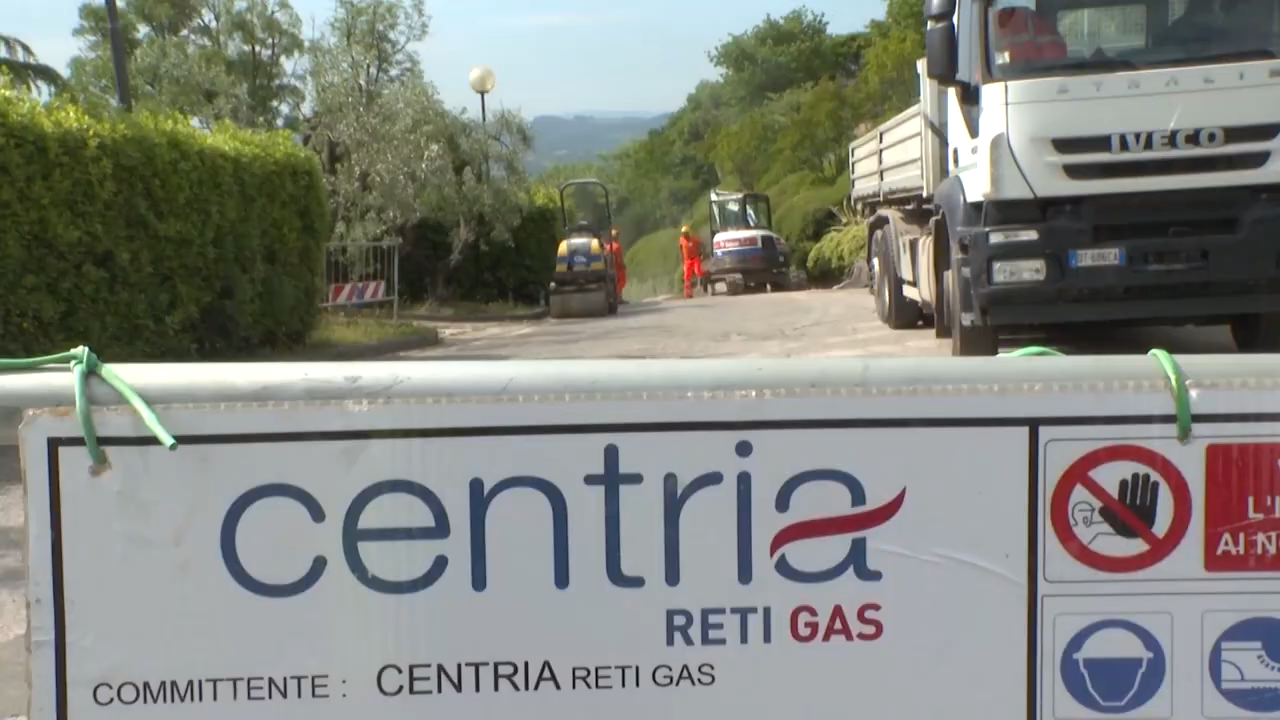 STRALIS
IVECO
centria
RETI GAS
COMMITTENTE : CENTRIA RETI GAS
L'I
AI N